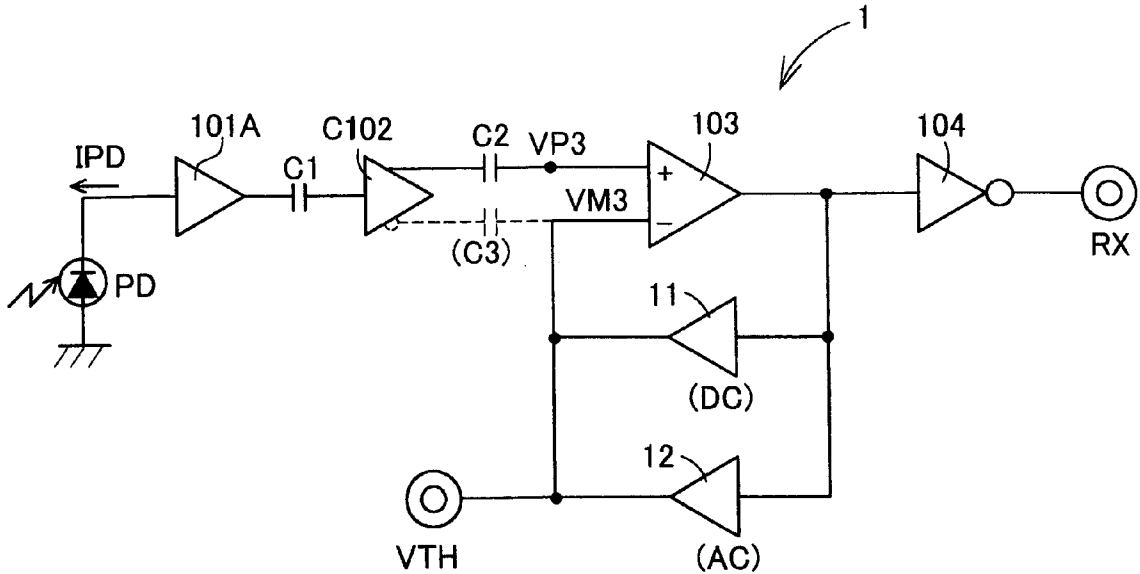 1
101A
C102
C2
VP3
103
104
IPD
C1
+
VM3
−
(C3)
RX
PD
11
(DC)
12
VTH
(AC)